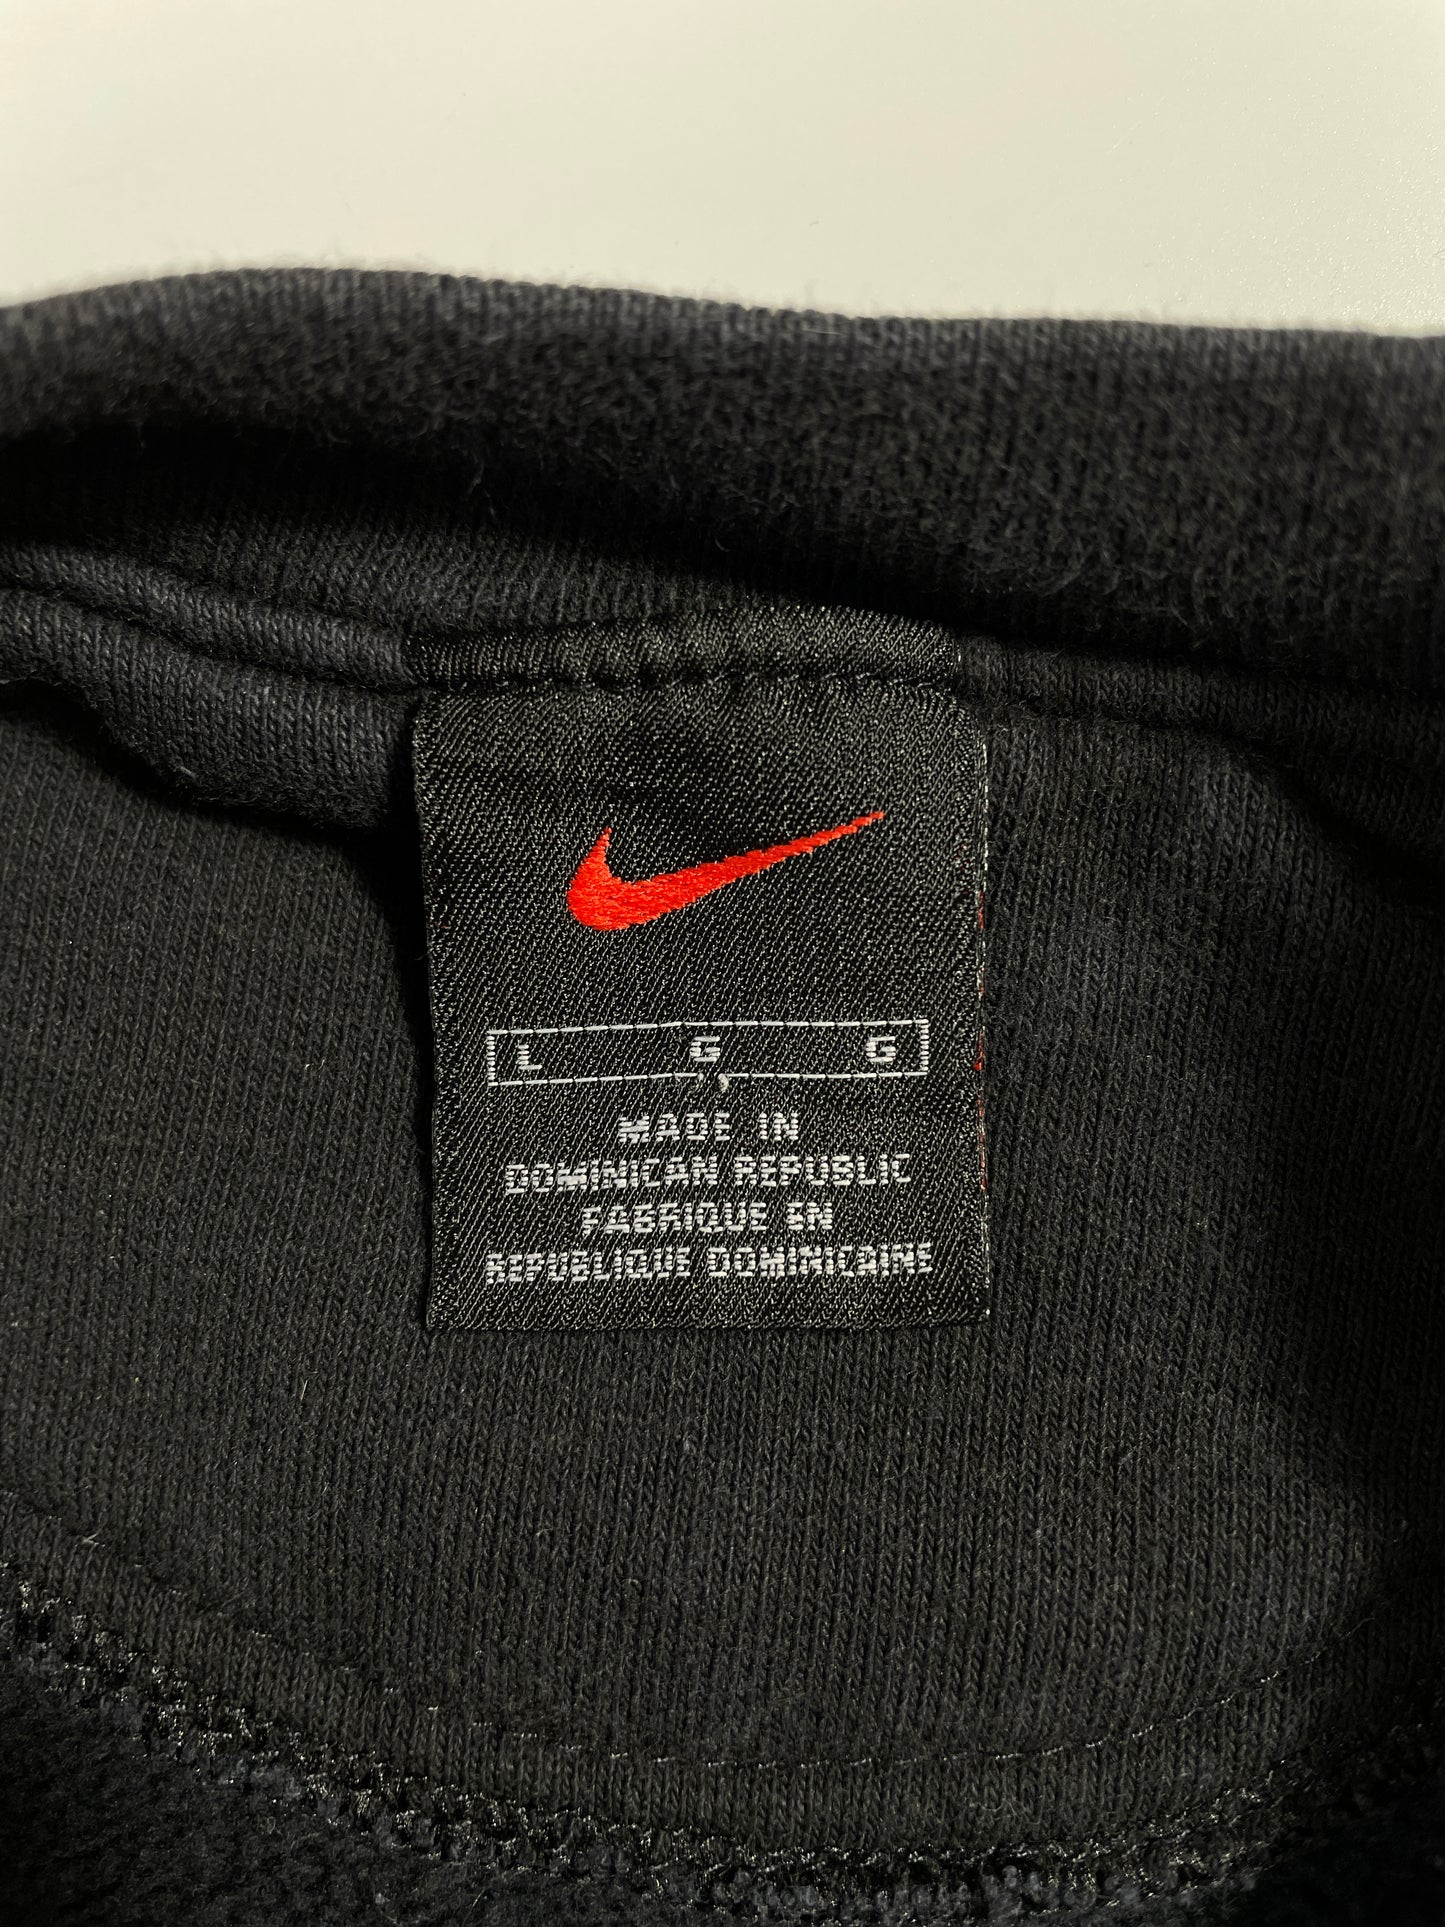 L G G
MADE IN
DOMINICAN REPUBLIC
FABRIQUE EN
REPUBLIQUE DOMINICAINE